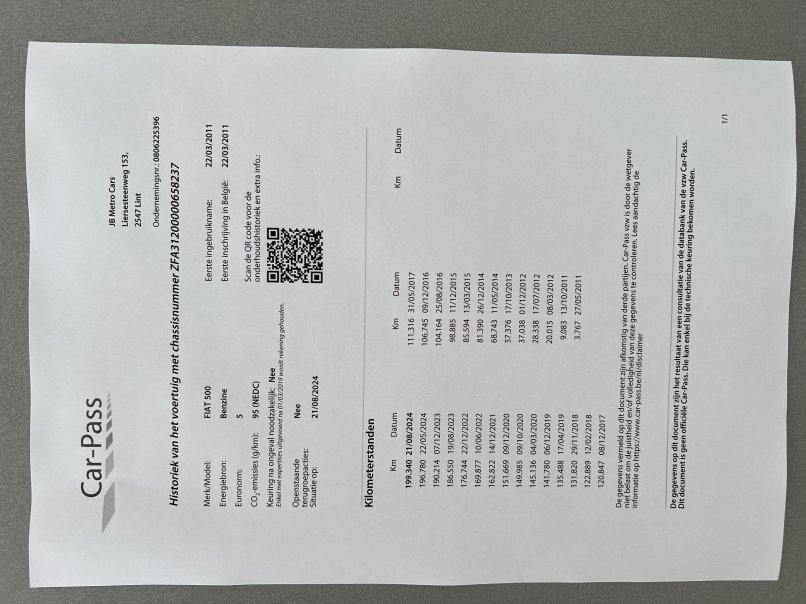 Car-Pass
JB Metro Cars
Liersesteenweg 153,
2547 Lint
Ondernemingsnr.: 0806225396
Historiek van het voertuig met chassisnummer ZFA31200000658237
Merk/Model: FIAT 500
Energiebron: Benzine
Euronorm: 5
CO2-emissies (g/km): 95 (NEDC)
Keuring na ongeval noodzakelijk: Nee
Enkel met expertises uitgevoerd na 01/03/2019 wordt rekening gehouden.
Openstaande
terugroepacties: Nee
Situatie op: 21/08/2024
Eerste ingebruikname: 22/03/2011
Eerste inschrijving in België: 22/03/2011
Scan de QR code voor de
onderhoudshistoriek en extra info.:
Kilometerstanden
Km Datum
199.340 21/08/2024
196.780 22/05/2024
190.214 07/12/2023
186.550 19/08/2023
176.744 22/12/2022
169.877 10/06/2022
162.822 14/12/2021
151.669 09/12/2020
149.985 09/10/2020
145.136 04/03/2020
141.780 06/12/2019
135.488 17/04/2019
131.820 29/11/2018
122.889 12/02/2018
120.847 08/12/2017
Km Datum
111.316 31/05/2017
106.745 09/12/2016
104.164 25/08/2016
98.885 11/12/2015
85.594 13/03/2015
81.390 26/12/2014
68.743 11/05/2014
57.376 17/10/2013
37.038 01/12/2012
28.338 17/07/2012
20.015 08/03/2012
9.083 13/10/2011
3.767 27/05/2011
Km Datum
De gegevens vermeld op dit document zijn afkomstig van derde partijen. Car-Pass vzw is door de wetgever
niet belast om de juistheid en/of volledigheid van deze gegevens te controleren. Lees aandachtig de
informatie op https://www.car-pass.be/nl/disclaimer
De gegevens op dit document zijn het resultaat van een consultatie van de databank van de vzw Car-Pass.
Dit document is geen officiële Car-Pass. Die kan enkel bij de technische keuring bekomen worden.
1/1